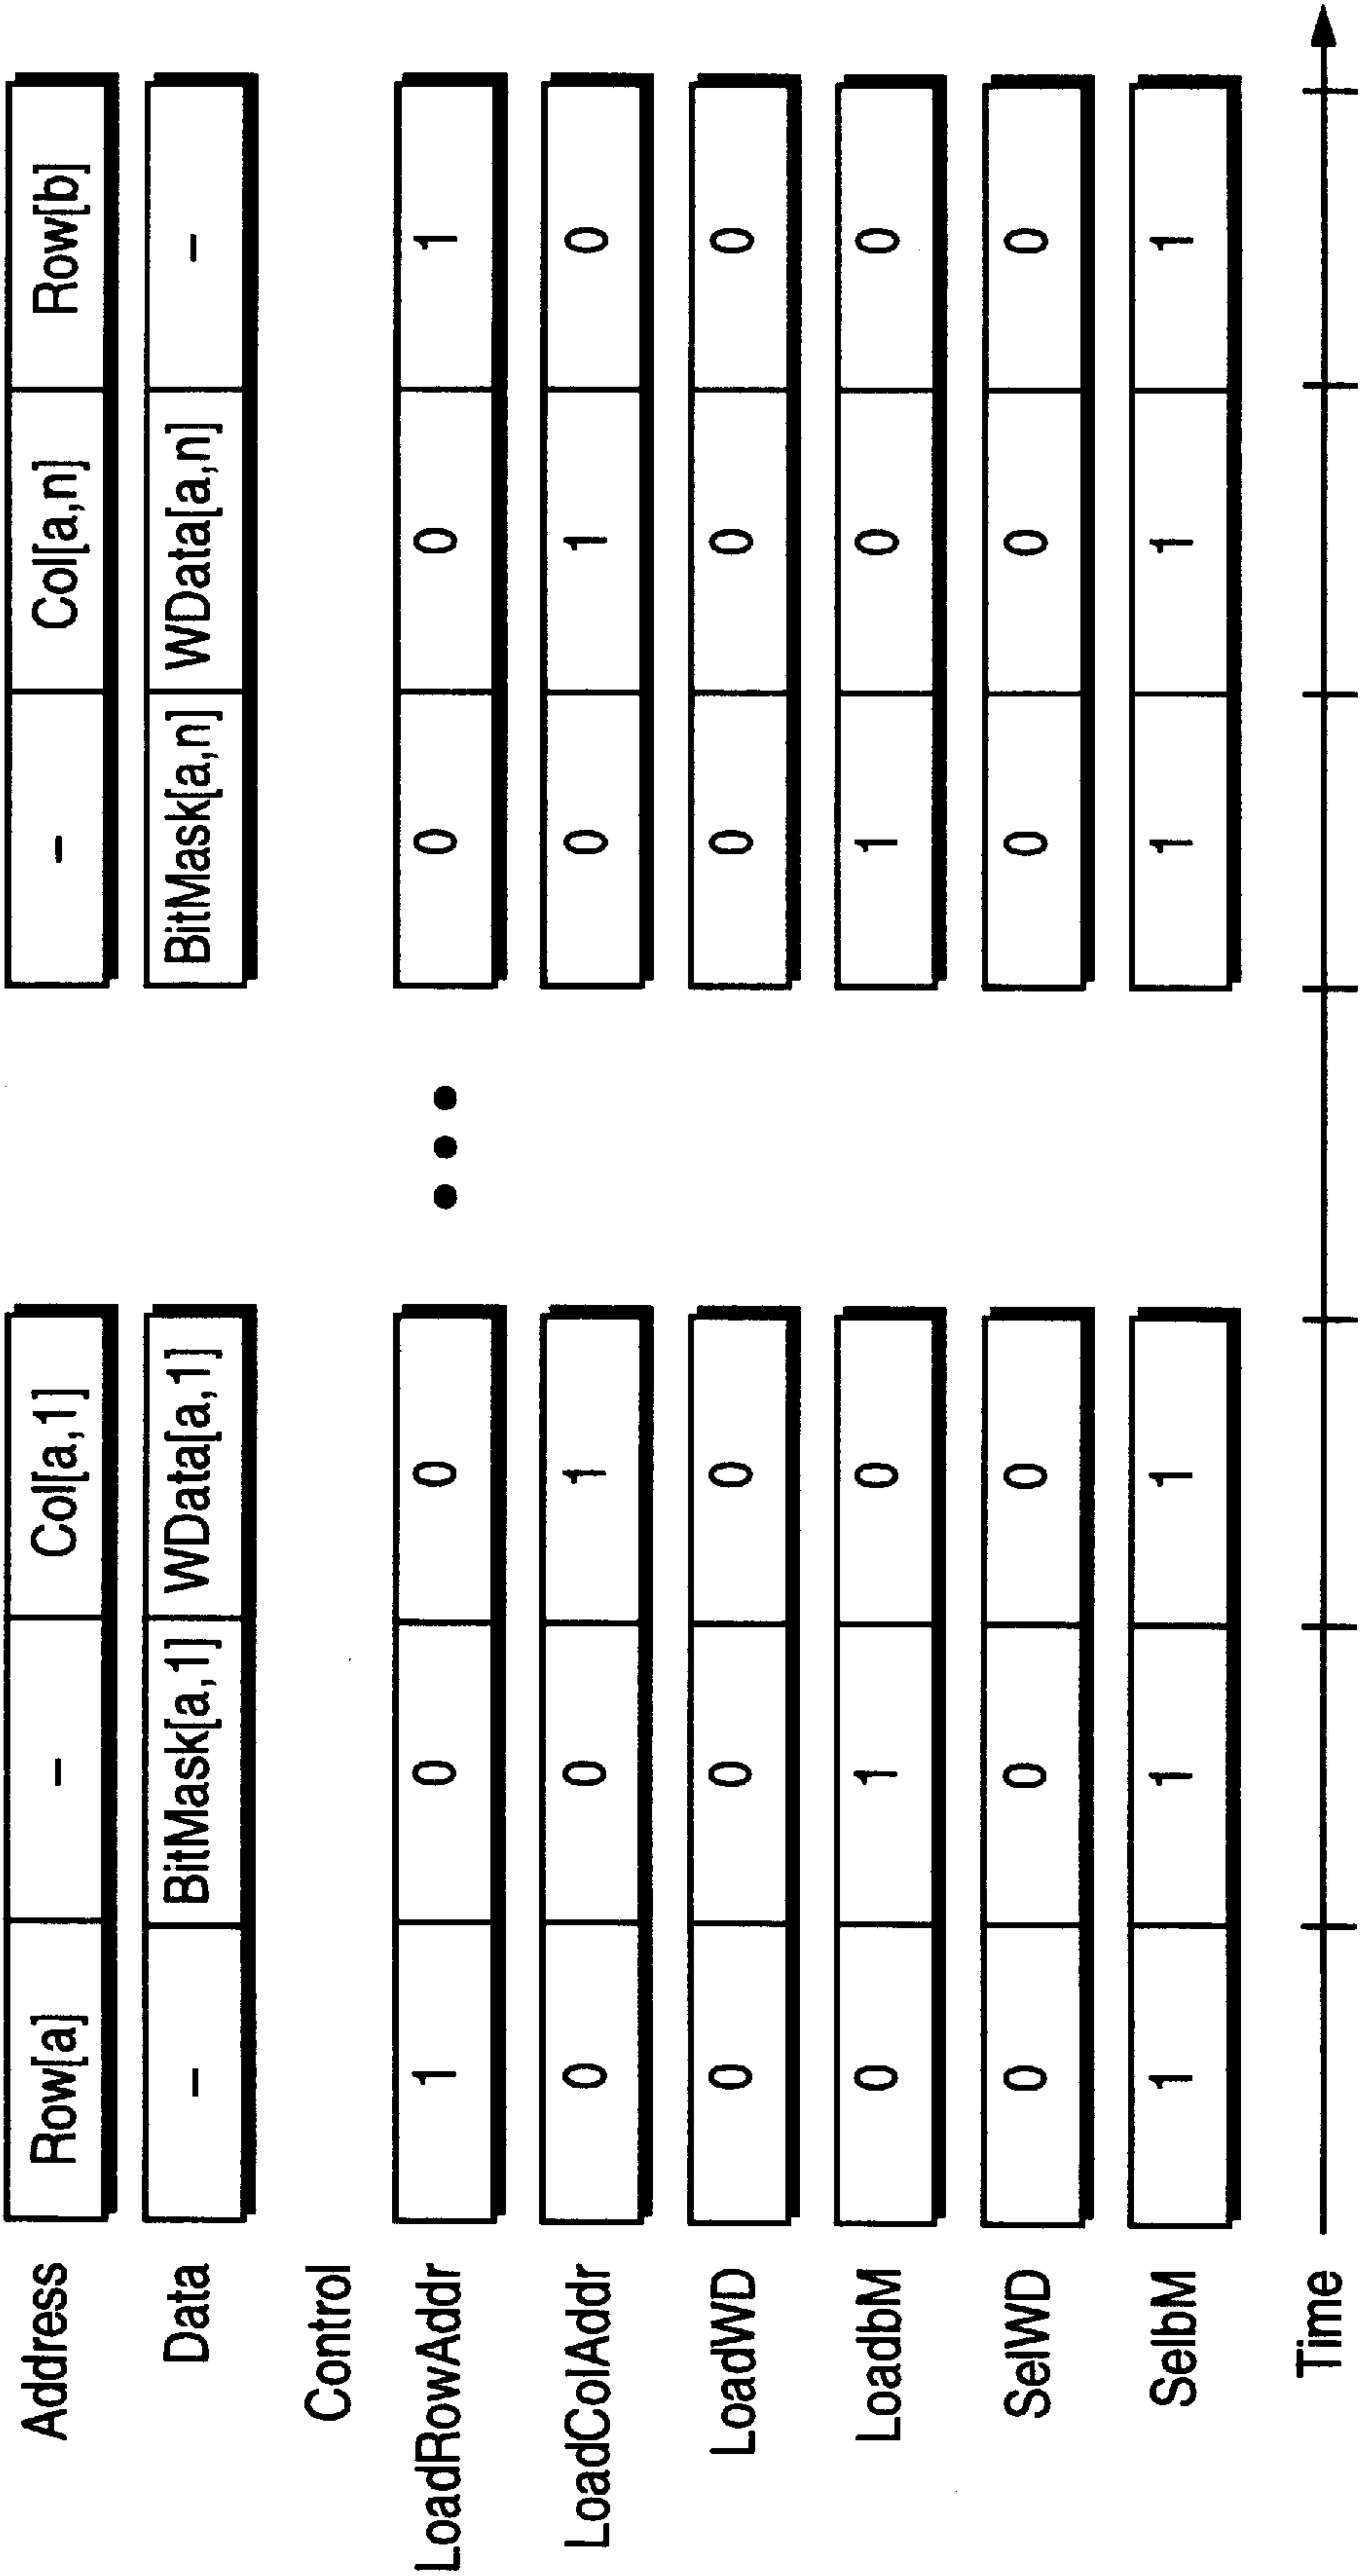 Address Row[a] – Col[a,1] – Col[a,n] Row[b]
Data – BitMask[a,1] WData[a,1] BitMask[a,n] WData[a,n] –
Control
LoadRowAddr 1 0 0 ••• 0 0 1
LoadColAddr 0 0 1 0 1 0
LoadWD 0 0 0 0 0 0
LoadbM 0 1 0 1 0 0
SelWD 0 0 0 0 0 0
SelbM 1 1 1 1 1 1
Time